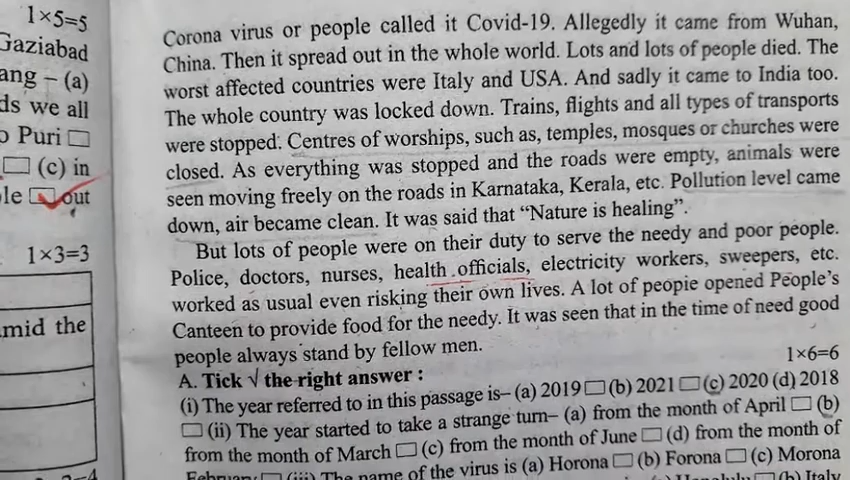 1×5=5
Gaziabad
ang – (a)
ds we all
o Puri □
□ (c) in
le □ out
1×3=3
mid the
Corona virus or people called it Covid-19. Allegedly it came from Wuhan,
China. Then it spread out in the whole world. Lots and lots of people died. The
worst affected countries were Italy and USA. And sadly it came to India too.
The whole country was locked down. Trains, flights and all types of transports
were stopped. Centres of worships, such as, temples, mosques or churches were
closed. As everything was stopped and the roads were empty, animals were
seen moving freely on the roads in Karnataka, Kerala, etc. Pollution level came
down, air became clean. It was said that “Nature is healing”.
But lots of people were on their duty to serve the needy and poor people.
Police, doctors, nurses, health officials, electricity workers, sweepers, etc.
worked as usual even risking their own lives. A lot of people opened People’s
Canteen to provide food for the needy. It was seen that in the time of need good
people always stand by fellow men.
1×6=6
A. Tick √ the right answer :
(i) The year referred to in this passage is– (a) 2019 □ (b) 2021 □ (c) 2020 (d) 2018
□ (ii) The year started to take a strange turn– (a) from the month of April □ (b)
from the month of March □ (c) from the month of June □ (d) from the month of
February □ (iii) The name of the virus is (a) Horona □ (b) Forona □ (c) Morona
(b) Italy